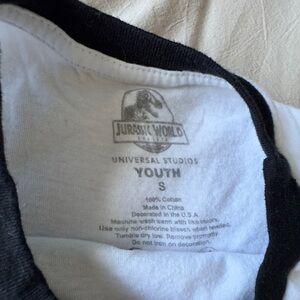 JURASSIC WORLD
UNIVERSAL STUDIOS
YOUTH
S
100% Cotton
Made in China
Decorated in the U.S.A.
Machine wash warm with like colors.
Use only non-chlorine bleach when needed.
Tumble dry low. Remove promptly.
Do not iron on decoration.